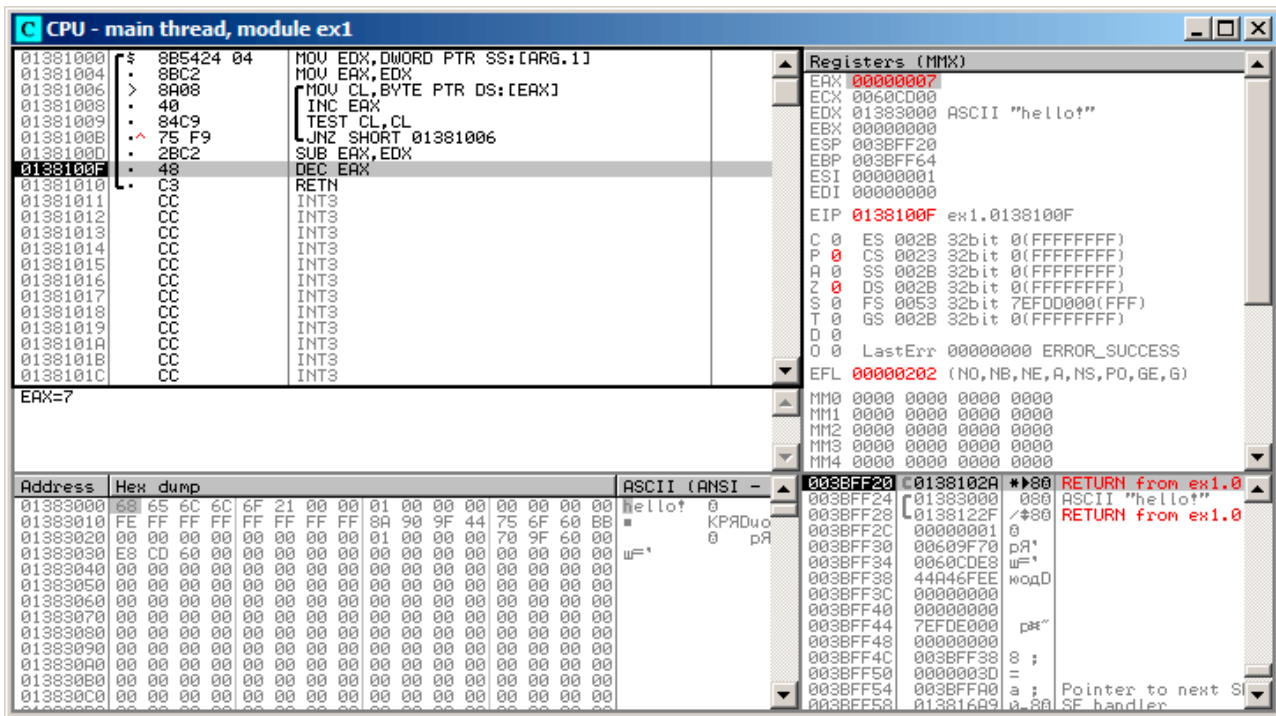 CPU - main thread, module ex1
01381000 $ 8B5424 04 MOV EDX,DWORD PTR SS:[ARG.1]
01381004 . 8BC2 MOV EAX,EDX
01381006 > 8A08 MOV CL,BYTE PTR DS:[EAX]
01381008 . 40 INC EAX
01381009 . 84C9 TEST CL,CL
0138100B .^ 75 F9 JNZ SHORT 01381006
0138100D . 2BC2 SUB EAX,EDX
0138100F . 48 DEC EAX
01381010 . C3 RETN
01381011 CC INT3
01381012 CC INT3
01381013 CC INT3
01381014 CC INT3
01381015 CC INT3
01381016 CC INT3
01381017 CC INT3
01381018 CC INT3
01381019 CC INT3
0138101A CC INT3
0138101B CC INT3
0138101C CC INT3
EAX=7
Registers (MMX)
EAX 00000007
ECX 0060CD00
EDX 01383000 ASCII "hello!"
EBX 00000000
ESP 003BFF20
EBP 003BFF64
ESI 00000001
EDI 00000000
EIP 0138100F ex1.0138100F
C 0 ES 002B 32bit 0(FFFFFFFF)
P 0 CS 0023 32bit 0(FFFFFFFF)
A 0 SS 002B 32bit 0(FFFFFFFF)
Z 0 DS 002B 32bit 0(FFFFFFFF)
S 0 FS 0053 32bit 7EFDD000(FFF)
T 0 GS 002B 32bit 0(FFFFFFFF)
D 0
O 0 LastErr 00000000 ERROR_SUCCESS
EFL 00000202 (NO,NB,NE,A,NS,PO,GE,G)
MM0 0000 0000 0000 0000
MM1 0000 0000 0000 0000
MM2 0000 0000 0000 0000
MM3 0000 0000 0000 0000
MM4 0000 0000 0000 0000
Address Hex dump ASCII (ANSI -
01383000 68 65 6C 6C 6F 21 00 00 01 00 00 00 00 00 00 00 hello! 0
01383010 FE FF FF FF FF FF FF FF 8A 90 9F 44 75 6F 60 BB ■ КРЯDuo
01383020 00 00 00 00 00 00 00 00 01 00 00 00 70 9F 60 00 0 pЯ
01383030 E8 CD 60 00 00 00 00 00 00 00 00 00 00 00 00 00 ш=`
01383040 00 00 00 00 00 00 00 00 00 00 00 00 00 00 00 00
01383050 00 00 00 00 00 00 00 00 00 00 00 00 00 00 00 00
01383060 00 00 00 00 00 00 00 00 00 00 00 00 00 00 00 00
01383070 00 00 00 00 00 00 00 00 00 00 00 00 00 00 00 00
01383080 00 00 00 00 00 00 00 00 00 00 00 00 00 00 00 00
01383090 00 00 00 00 00 00 00 00 00 00 00 00 00 00 00 00
013830A0 00 00 00 00 00 00 00 00 00 00 00 00 00 00 00 00
013830B0 00 00 00 00 00 00 00 00 00 00 00 00 00 00 00 00
013830C0 00 00 00 00 00 00 00 00 00 00 00 00 00 00 00 00
003BFF20 0138102A RETURN from ex1.0
003BFF24 01383000 ASCII "hello!"
003BFF28 0138122F RETURN from ex1.0
003BFF2C 00000001 0
003BFF30 00609F70 pЯ`
003BFF34 0060CDE8 ш=`
003BFF38 44A46FEE юодD
003BFF3C 00000000
003BFF40 00000000
003BFF44 7EFDE000
003BFF48 00000000
003BFF4C 003BFF38 8 ;
003BFF50 0000003D =
003BFF54 003BFFA0 a ; Pointer to next S
003BFF58 013816A9 SE handler